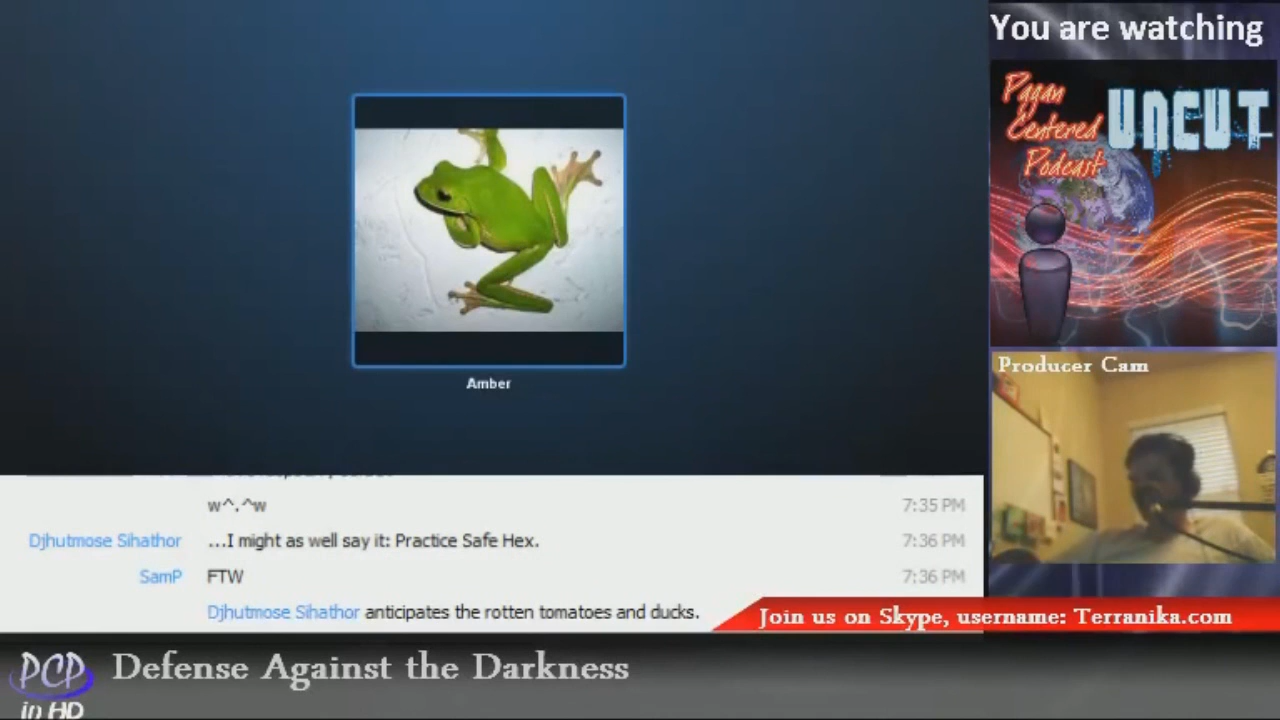 You are watching
Pagan
Centered
Podcast
UNCUT
Producer Cam
Amber
w^.^w 7:35 PM
Djhutmose Sihathor ...I might as well say it: Practice Safe Hex. 7:36 PM
SamP FTW 7:36 PM
Djhutmose Sihathor anticipates the rotten tomatoes and ducks.
Join us on Skype, username: Terranika.com
PCP
in HD
Defense Against the Darkness